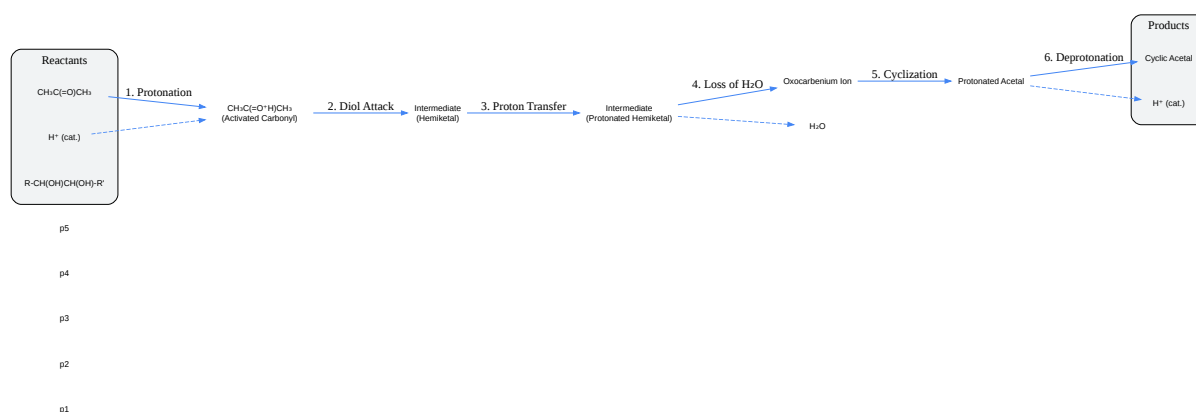 Reactants
CH₃C(=O)CH₃
H⁺ (cat.)
R-CH(OH)CH(OH)-R'
p5
p4
p3
p2
p1
1. Protonation
CH₃C(=O⁺H)CH₃
(Activated Carbonyl)
2. Diol Attack
Intermediate
(Hemiketal)
3. Proton Transfer
Intermediate
(Protonated Hemiketal)
4. Loss of H₂O
Oxocarbenium Ion
H₂O
5. Cyclization
Protonated Acetal
6. Deprotonation
Products
Cyclic Acetal
H⁺ (cat.)